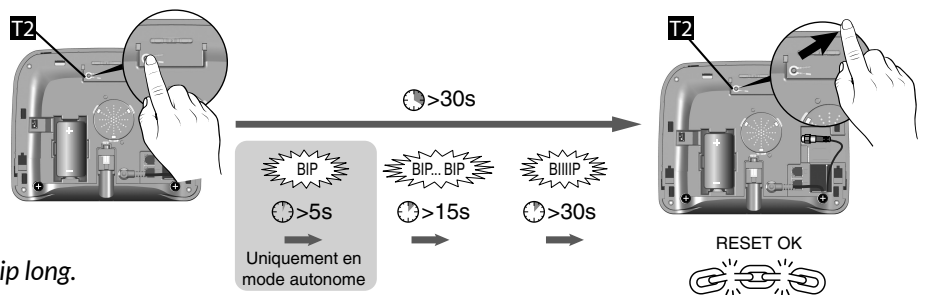 T2
>30s
BIP
>5s
Uniquement en
mode autonome
BIP... BIP
>15s
BIIIIP
>30s
T2
RESET OK
ip long.